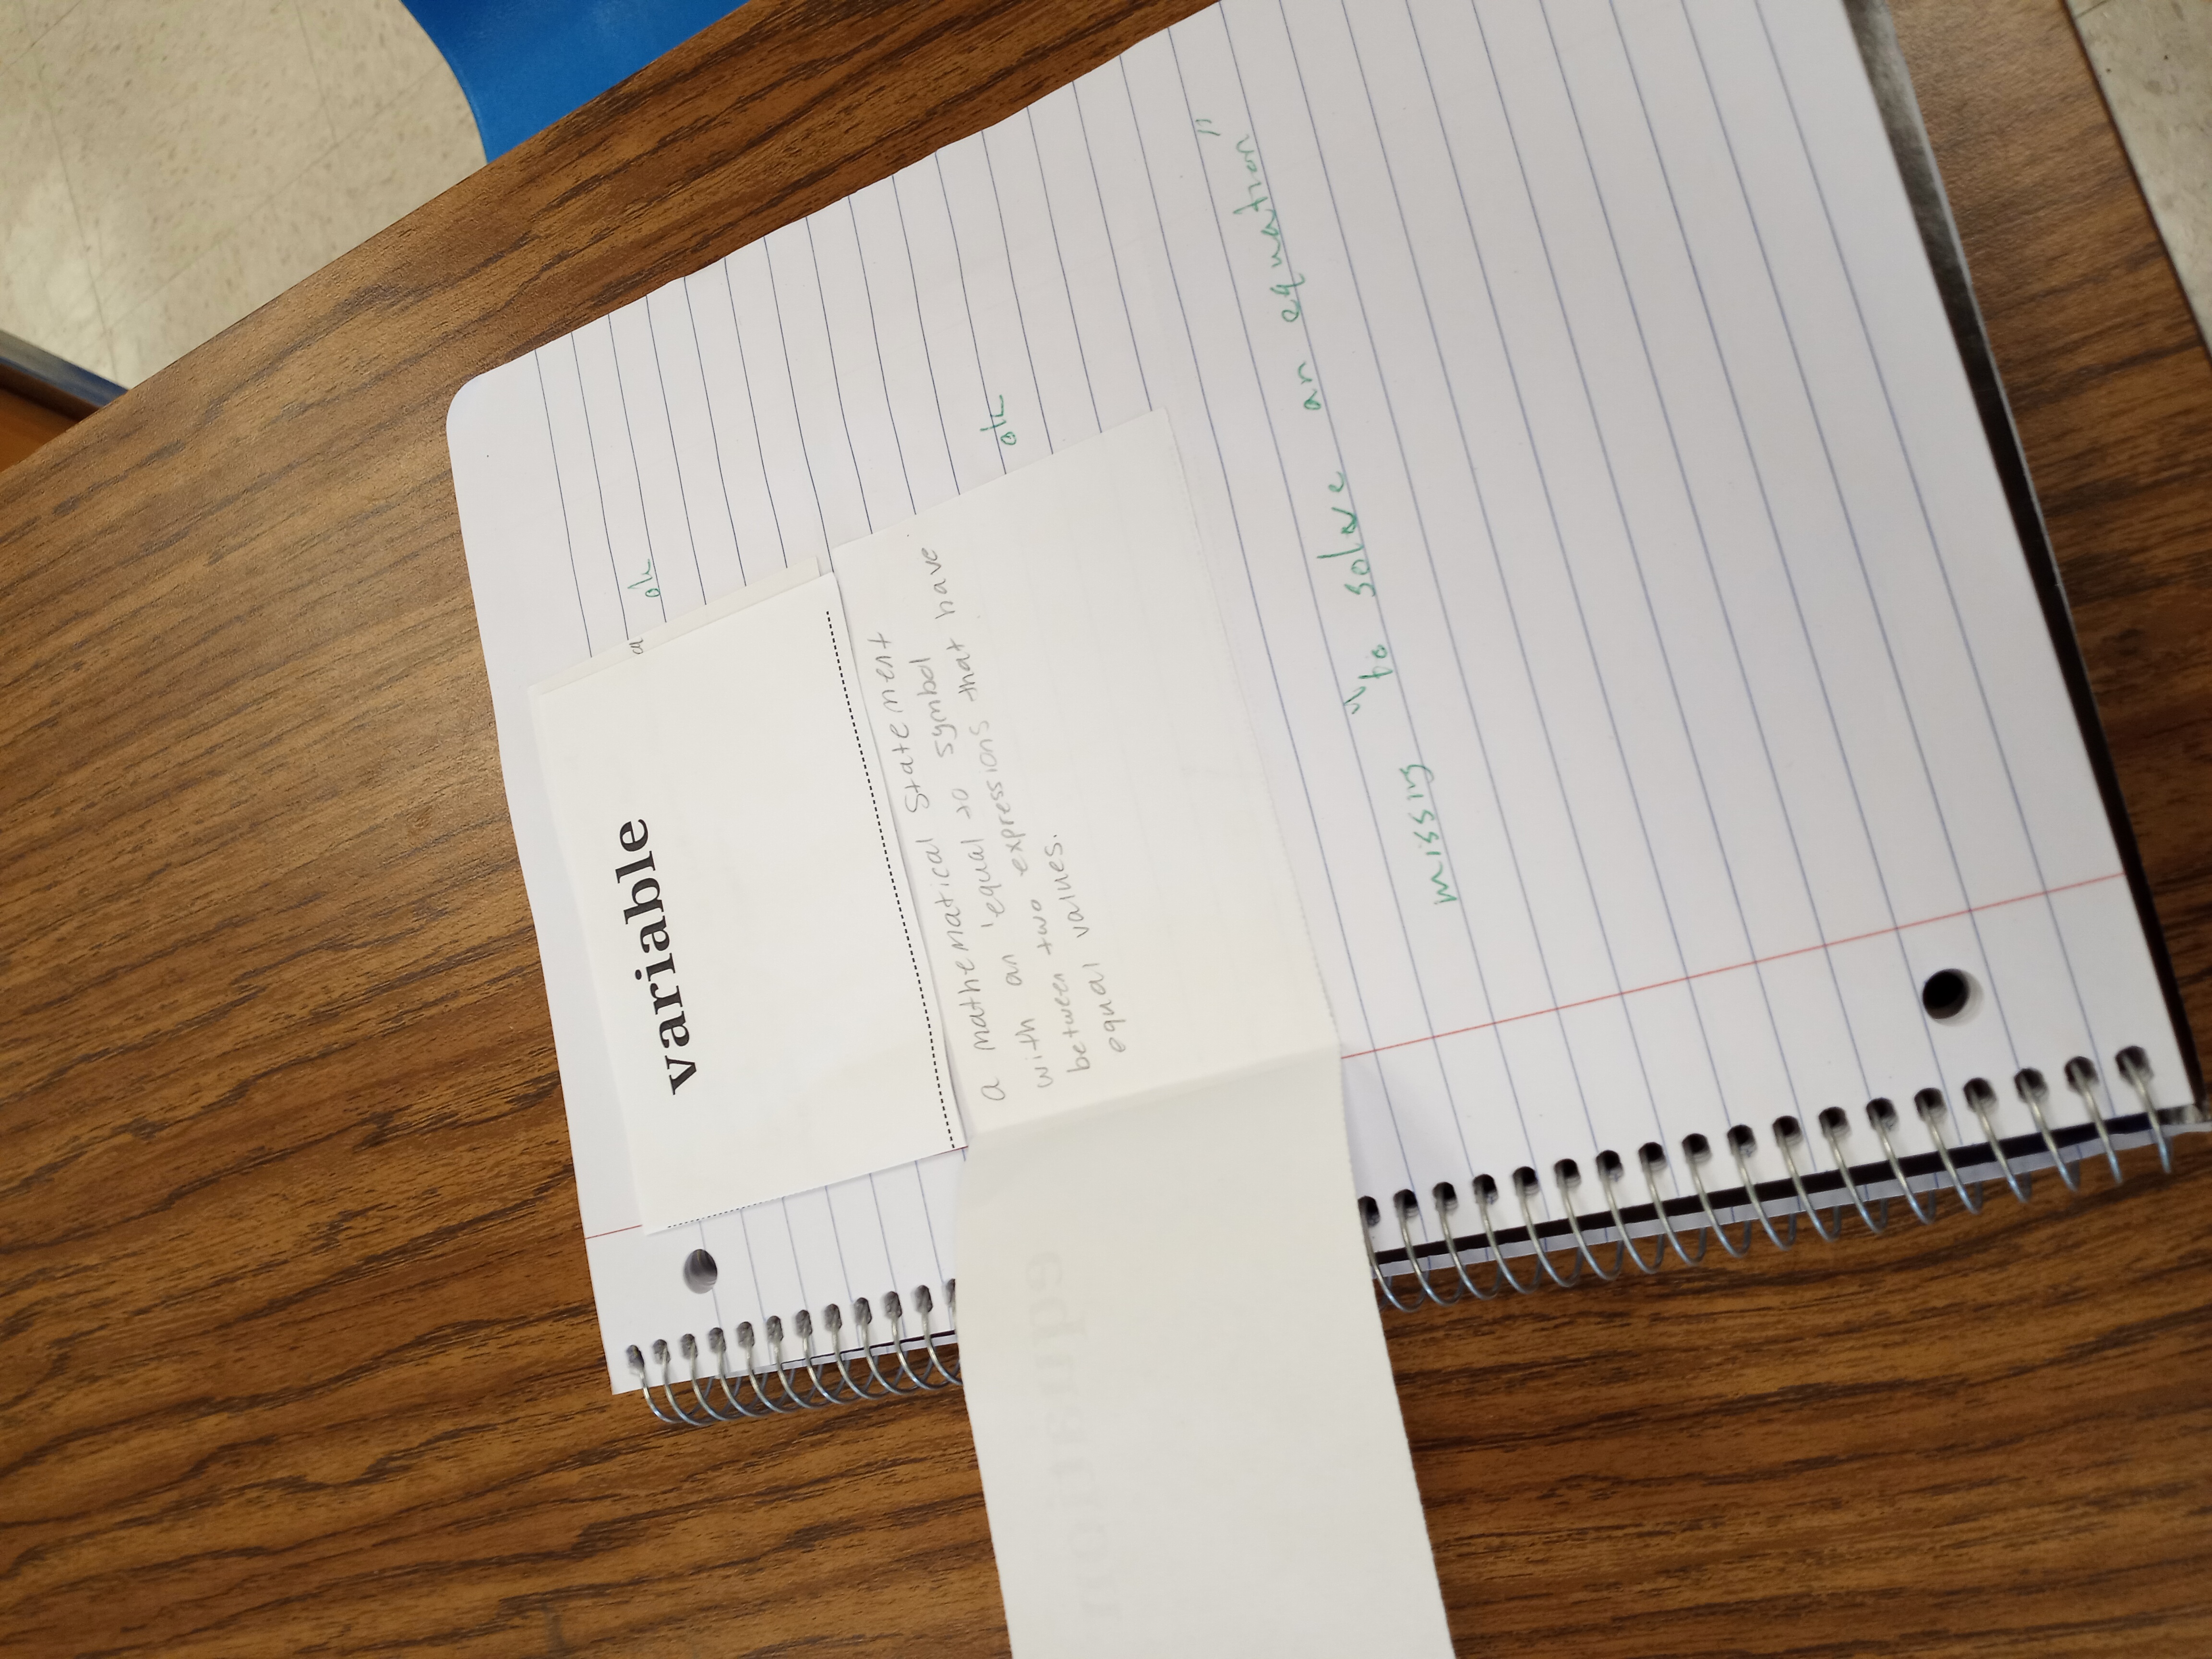 variable
a ok
a mathematical statement
with an 'equal to symbol
between two expressions that have
equal values.
equation
ok
missing "to solve an equation"